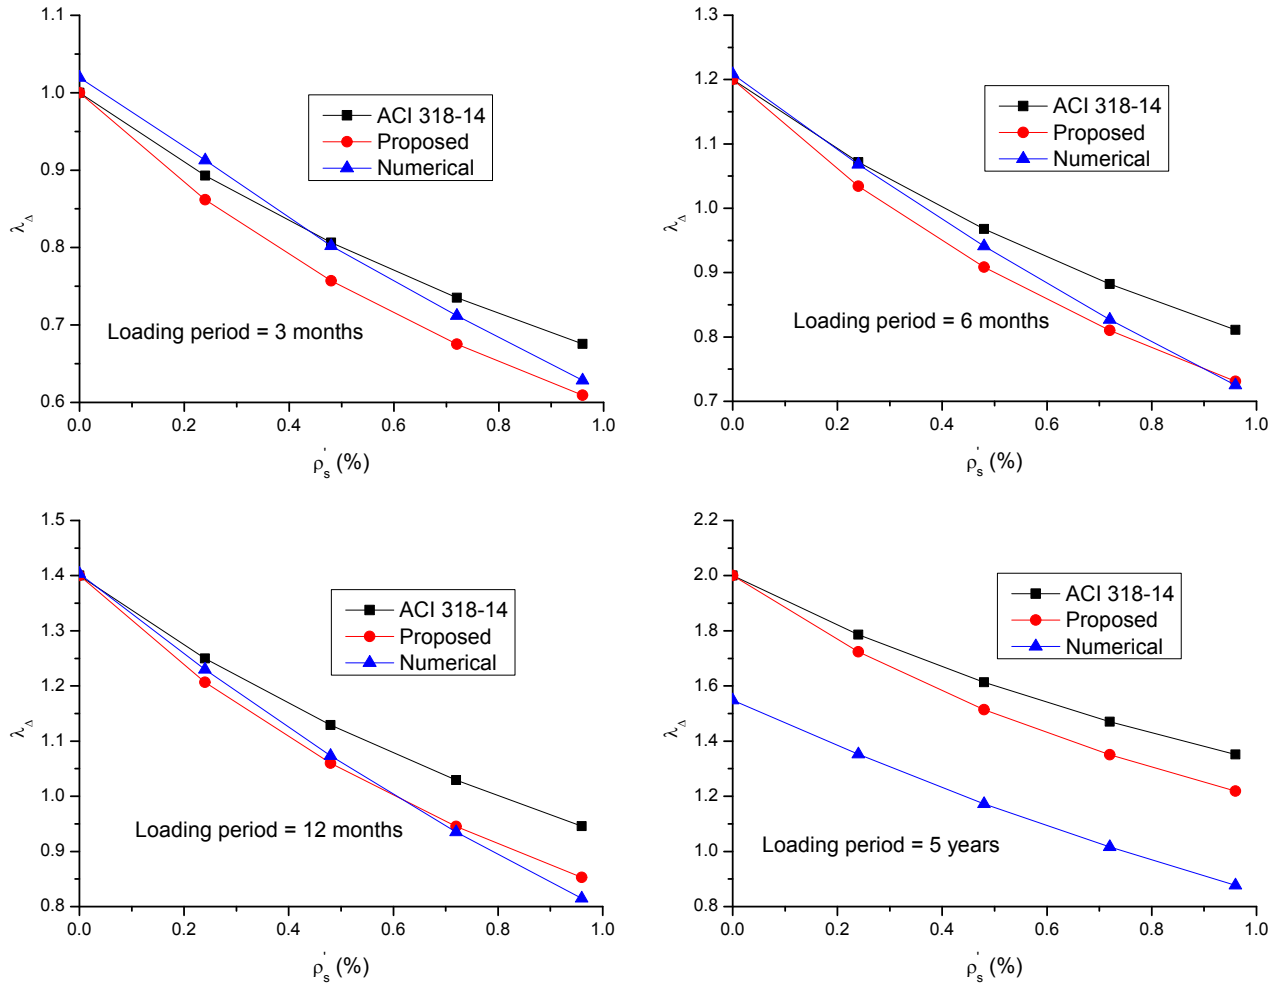 1.1
1.0
0.9
0.8
0.7
0.6
λΔ
ACI 318-14
Proposed
Numerical
Loading period = 3 months
0.0 0.2 0.4 0.6 0.8 1.0
ρs' (%)
1.3
1.2
1.1
1.0
0.9
0.8
0.7
λΔ
ACI 318-14
Proposed
Numerical
Loading period = 6 months
0.0 0.2 0.4 0.6 0.8 1.0
ρs' (%)
1.5
1.4
1.3
1.2
1.1
1.0
0.9
0.8
λΔ
ACI 318-14
Proposed
Numerical
Loading period = 12 months
0.0 0.2 0.4 0.6 0.8 1.0
ρs' (%)
2.2
2.0
1.8
1.6
1.4
1.2
1.0
0.8
λΔ
ACI 318-14
Proposed
Numerical
Loading period = 5 years
0.0 0.2 0.4 0.6 0.8 1.0
ρs' (%)